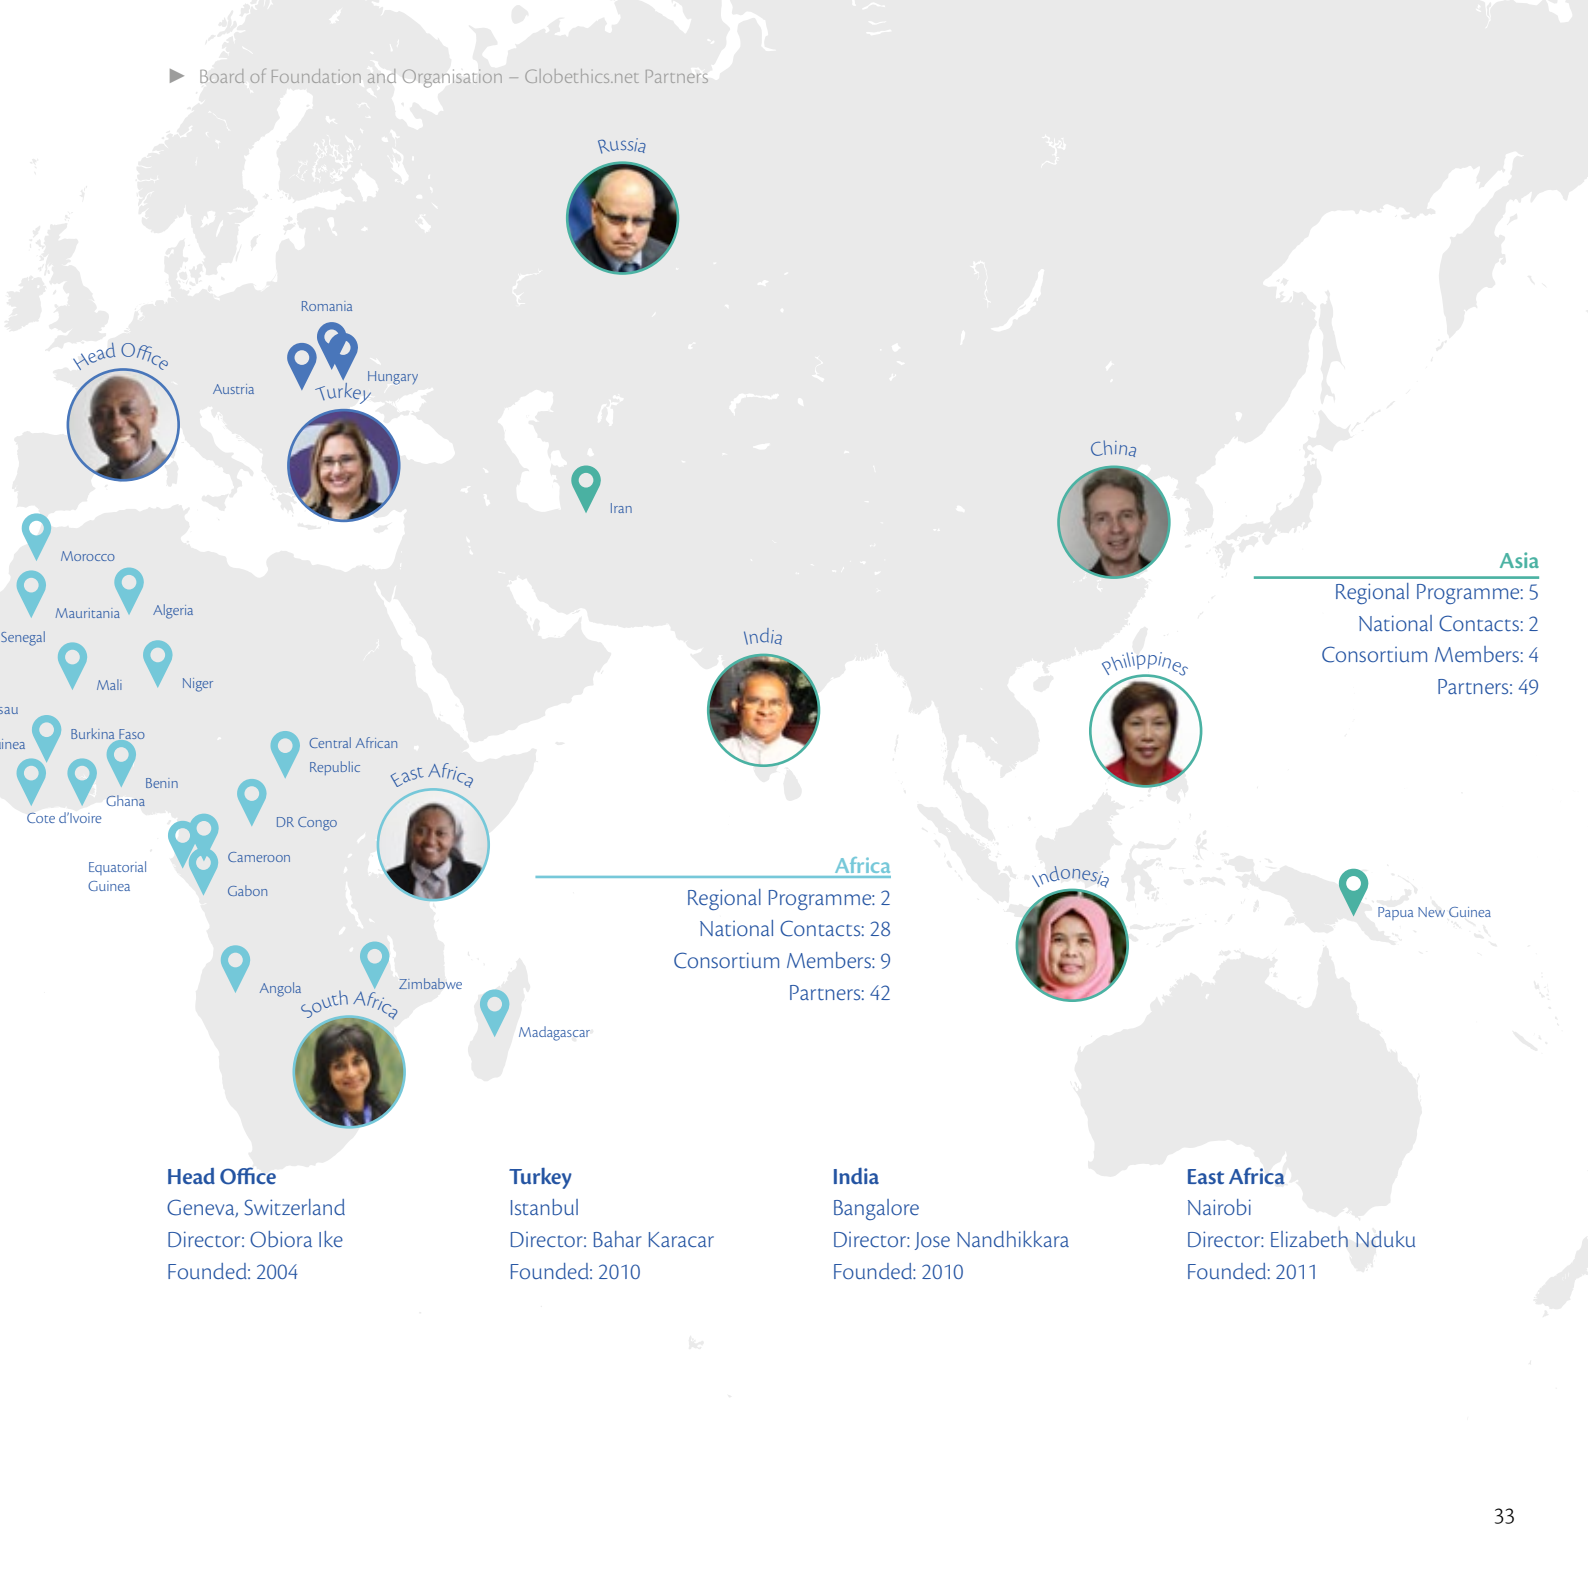 ► Board of Foundation and Organisation – Globethics.net Partners
Russia
Romania
Head Office
Austria
Hungary
Turkey
China
Iran
Morocco
Asia
Regional Programme: 5
National Contacts: 2
Consortium Members: 4
Partners: 49
Mauritania
Algeria
Senegal
India
Philippines
Mali
Niger
sau
inea
Burkina Faso
Central African
Republic
East Africa
Benin
Ghana
Cote d'Ivoire
DR Congo
Cameroon
Equatorial
Guinea
Gabon
Africa
Regional Programme: 2
National Contacts: 28
Consortium Members: 9
Partners: 42
Indonesia
Papua New Guinea
Angola
Zimbabwe
South Africa
Madagascar
Head Office
Geneva, Switzerland
Director: Obiora Ike
Founded: 2004
Turkey
Istanbul
Director: Bahar Karacar
Founded: 2010
India
Bangalore
Director: Jose Nandhikkara
Founded: 2010
East Africa
Nairobi
Director: Elizabeth Nduku
Founded: 2011
33